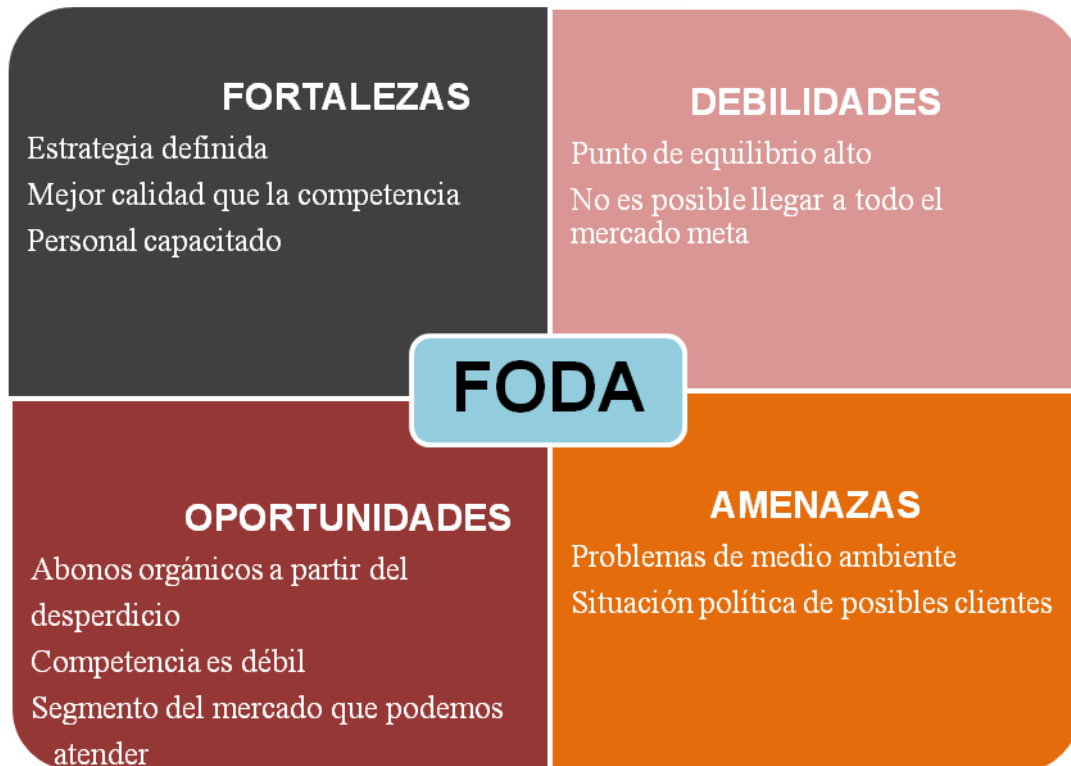 FORTALEZAS
Estrategia definida
Mejor calidad que la competencia
Personal capacitado
DEBILIDADES
Punto de equilibrio alto
No es posible llegar a todo el
mercado meta
FODA
OPORTUNIDADES
Abonos orgánicos a partir del
desperdicio
Competencia es débil
Segmento del mercado que podemos
atender
AMENAZAS
Problemas de medio ambiente
Situación política de posibles clientes